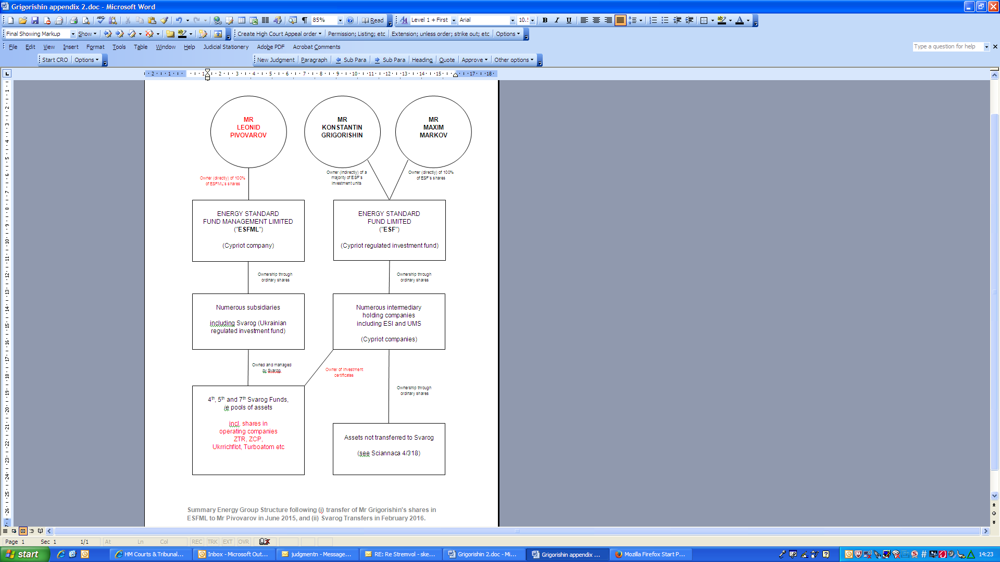 Grigorishin appendix 2.doc - Microsoft Word
85% Read Level 1 + First Arial 10.5 B I U
Final Showing Markup Show Create High Court Appeal order Permission; Listing; etc Extension; unless order; strike out; etc Options
File Edit View Insert Format Tools Table Window Help Judicial Stationery Adobe PDF Acrobat Comments Type a question for help
Start CRO Options New Judgment Paragraph Sub Para Sub Para Heading Quote Approve Other options
MR
LEONID
PIVOVAROV
MR
KONSTANTIN
GRIGORISHIN
MR
MAXIM
MARKOV
Owner (directly) of 100%
of ESFML's shares
Owner (indirectly) of a
majority of ESF's
investment units
Owner (directly) of 100%
of ESF's shares
ENERGY STANDARD
FUND MANAGEMENT LIMITED
("ESFML")
(Cypriot company)
ENERGY STANDARD
FUND LIMITED
("ESF")
(Cypriot regulated investment fund)
Ownership through
ordinary shares
Ownership through
ordinary shares
Numerous subsidiaries
including Svarog (Ukrainian
regulated investment fund)
Numerous intermediary
holding companies
including ESI and UMS
(Cypriot companies)
Owned and managed
by Svarog
Owner of investment
certificates
Ownership through
ordinary shares
4th, 5th and 7th Svarog Funds,
ie pools of assets
incl. shares in
operating companies
ZTR, ZCP,
Ukrrichflot, Turboatom etc
Assets not transferred to Svarog
(see Sciannaca 4/318)
Summary Energy Group Structure following (i) transfer of Mr Grigorishin's shares in
ESFML to Mr Pivovarov in June 2015, and (ii) Svarog Transfers in February 2016.
Page 1 Sec 1 1/1 At Ln Col REC TRK EXT OVR
start HM Courts & Tribunal... Inbox - Microsoft Out... judgmentn - Message... RE: Re Stremvol - ske... Grigorishin 2.doc - Mi... Grigorishin appendix ... Mozilla Firefox Start P... 14:23